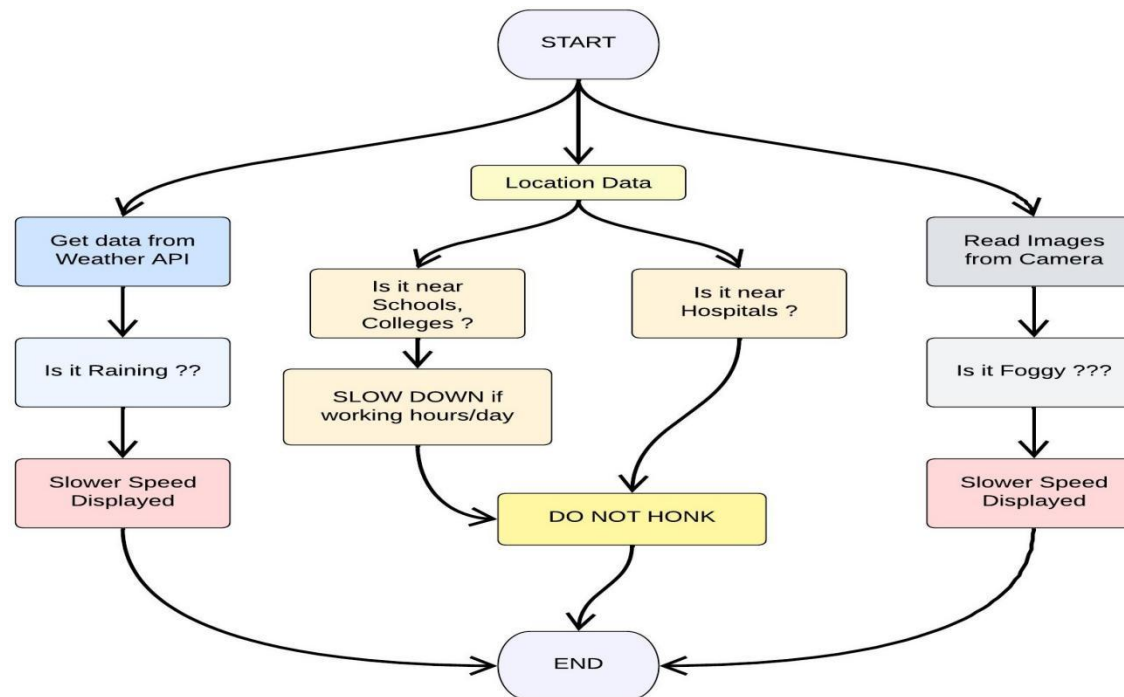 START
Location Data
Get data from
Weather API
Read Images
from Camera
Is it near
Schools,
Colleges ?
Is it near
Hospitals ?
Is it Raining ??
Is it Foggy ???
SLOW DOWN if
working hours/day
Slower Speed
Displayed
Slower Speed
Displayed
DO NOT HONK
END